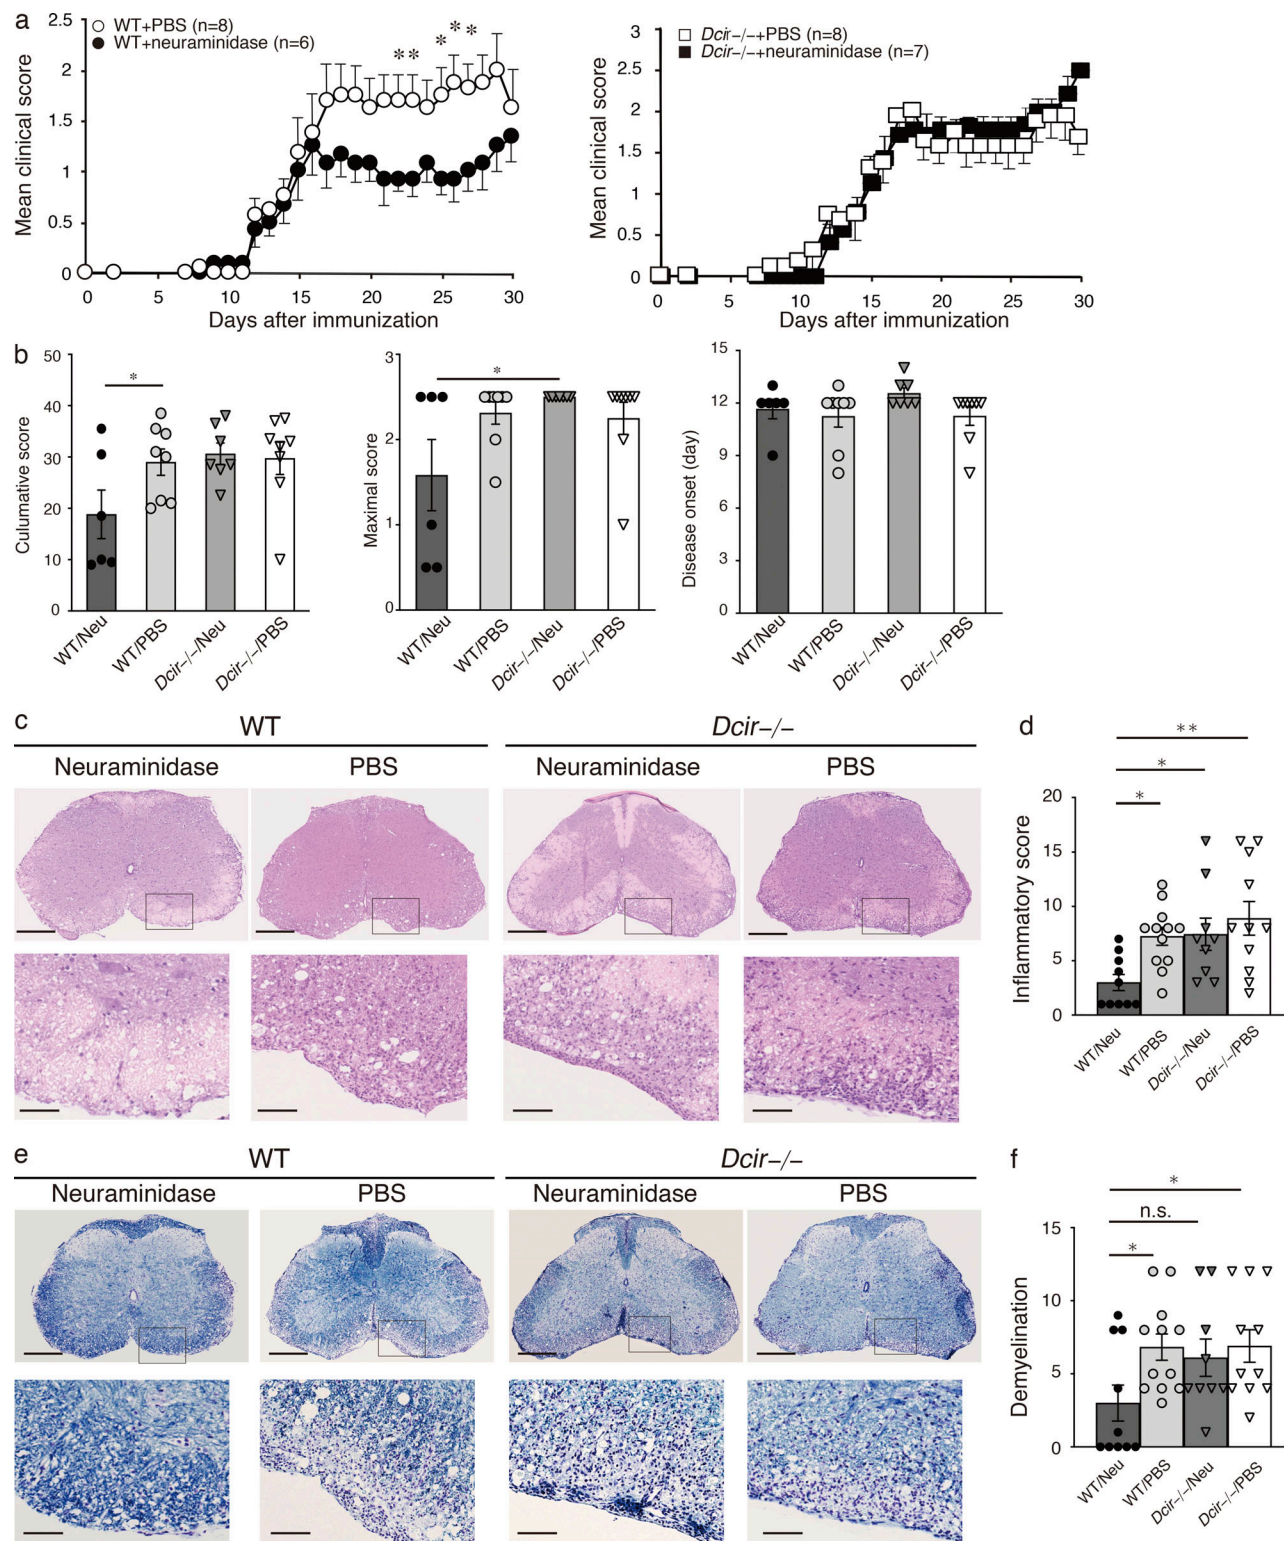 a
WT+PBS (n=8)
WT+neuraminidase (n=6)
* ** * * *
Mean clinical score
2.5
2
1.5
1
0.5
0
0 5 10 15 20 25 30
Days after immunization
Dcir−/−+PBS (n=8)
Dcir−/−+neuraminidase (n=7)
Mean clinical score
3
2.5
2
1.5
1
0.5
0
0 5 10 15 20 25 30
Days after immunization
b
Culumative score
50
40
30
20
10
0
*
WT/Neu WT/PBS Dcir−/−/Neu Dcir−/−/PBS
Maximal score
3
2
1
0
*
WT/Neu WT/PBS Dcir−/−/Neu Dcir−/−/PBS
Disease onset (day)
15
12
9
6
3
0
WT/Neu WT/PBS Dcir−/−/Neu Dcir−/−/PBS
c
WT Dcir−/−
Neuraminidase PBS Neuraminidase PBS
d
**
*
*
Inflammatory score
20
15
10
5
0
WT/Neu WT/PBS Dcir−/−/Neu Dcir−/−/PBS
e
WT Dcir−/−
Neuraminidase PBS Neuraminidase PBS
f
*
n.s.
*
Demyelination
15
10
5
0
WT/Neu WT/PBS Dcir−/−/Neu Dcir−/−/PBS